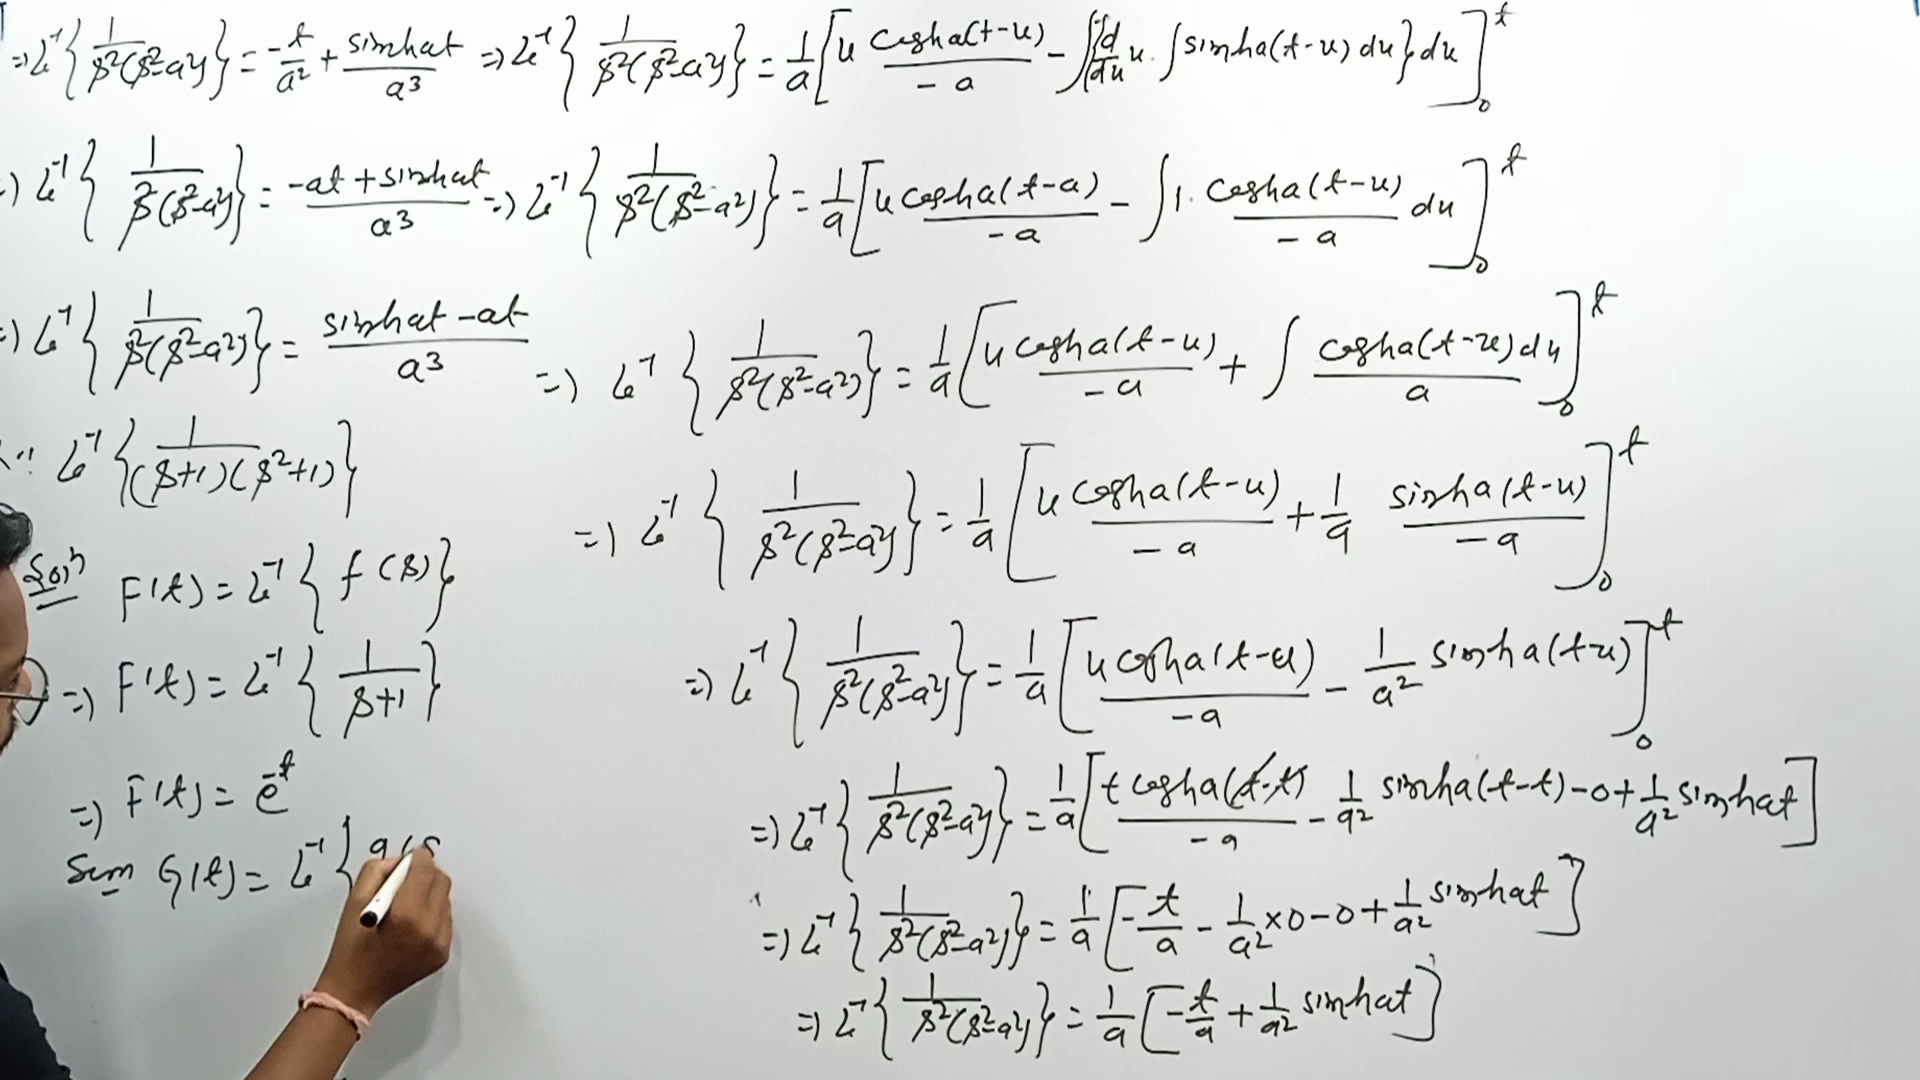 => L⁻¹{ 1/(s²(s²-a²)) } = -t/a² + sinhat/a³ => L⁻¹{ 1/(s²(s²-a²)) } = 1/a [ u cosha(t-u)/-a - ∫{ d/du u. ∫sinha(t-u) du } du ]₀ᵗ
=> L⁻¹{ 1/(s²(s²-a²)) } = (-at + sinhat)/a³ => L⁻¹{ 1/(s²(s²-a²)) } = 1/a [ u cosha(t-a)/-a - ∫1. cosha(t-u)/-a du ]₀ᵗ
=> L⁻¹{ 1/(s²(s²-a²)) } = (sinhat - at)/a³
=> L⁻¹{ 1/(s²(s²-a²)) } = 1/a [ u cosha(t-u)/-a + ∫ cosha(t-u)du/a ]₀ᵗ
L⁻¹{ 1/((s+1)(s²+1)) }
=> L⁻¹{ 1/(s²(s²-a²)) } = 1/a [ u cosha(t-u)/-a + 1/a sinha(t-u)/-a ]₀ᵗ
Solⁿ F(t) = L⁻¹{ f(s) }
=> F(t) = L⁻¹{ 1/(s+1) }
=> L⁻¹{ 1/(s²(s²-a²)) } = 1/a [ u cosha(t-u)/-a - 1/a² sinha(t-u) ]₀ᵗ
=> F(t) = e⁻ᵗ
=> L⁻¹{ 1/(s²(s²-a²)) } = 1/a [ t cosha(t-t)/-a - 1/a² sinha(t-t) - 0 + 1/a² sinhat ]
Sim G(t) = L⁻¹{ g(s
=> L⁻¹{ 1/(s²(s²-a²)) } = 1/a [ -t/a - 1/a² × 0 - 0 + 1/a² sinhat ]
=> L⁻¹{ 1/(s²(s²-a²)) } = 1/a [ -t/a + 1/a² sinhat ]